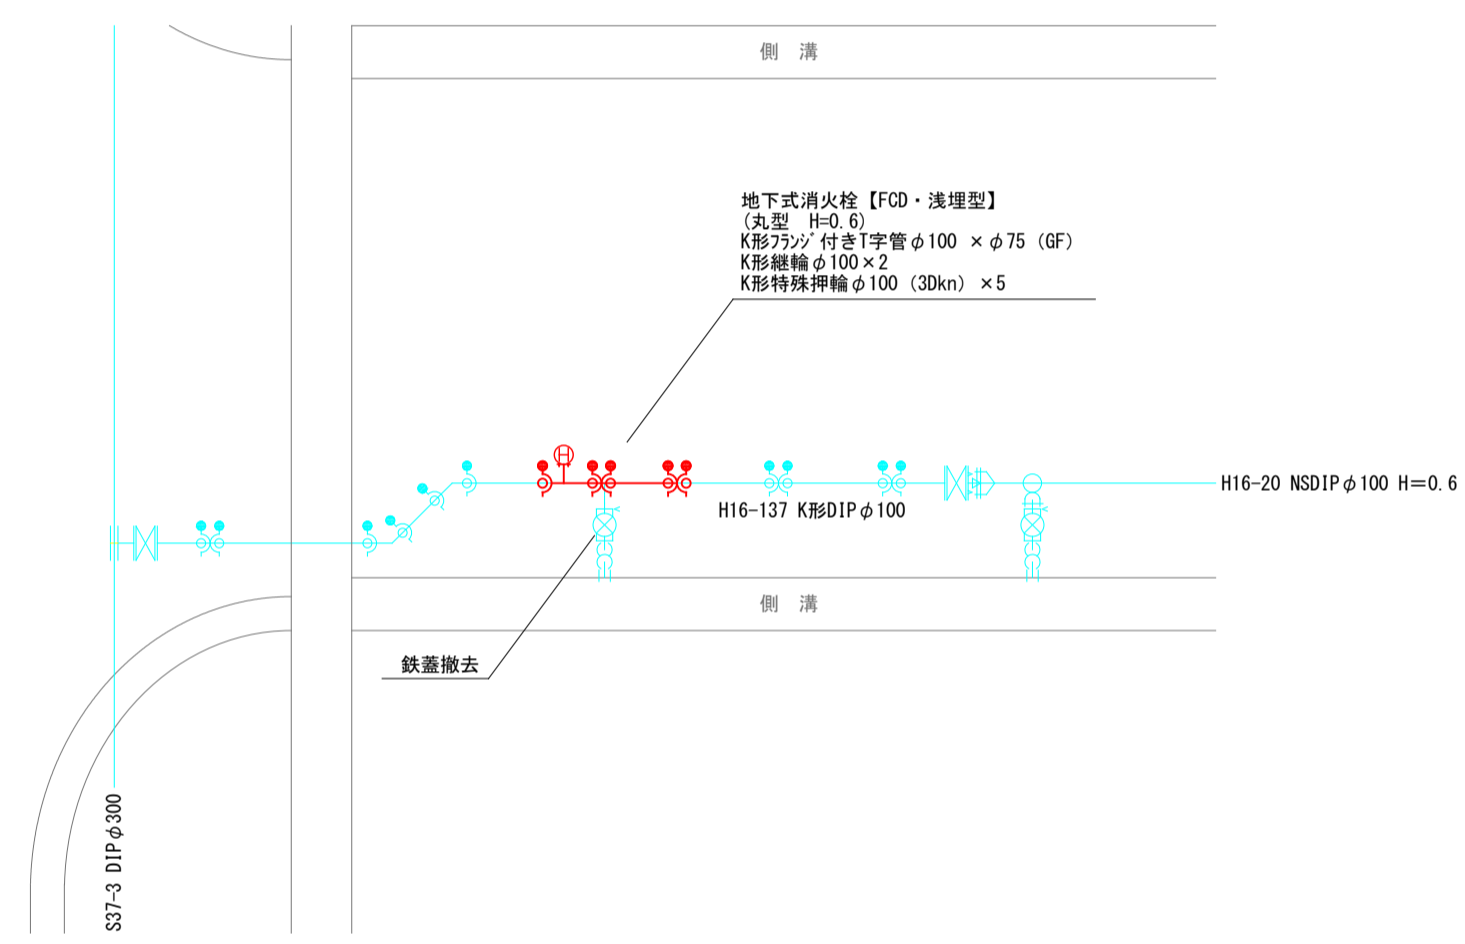 側 溝
地下式消火栓【FCD・浅埋型】
(丸型 H=0.6)
K形フランジ付きT字管φ100 ×φ75 (GF)
K形継輪φ100×2
K形特殊押輪φ100 (3Dkn) ×5
H
H16-20 NSDIPφ100 H=0.6
H16-137 K形DIPφ100
側 溝
鉄蓋撤去
S37-3 DIPφ300